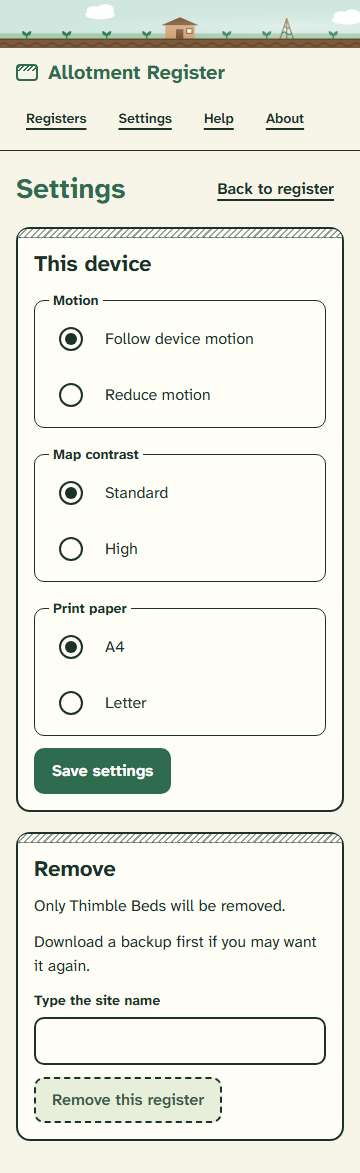 Allotment Register
Registers
Settings
Help
About
Settings
Back to register
This device
Motion
Follow device motion
Reduce motion
Map contrast
Standard
High
Print paper
A4
Letter
Save settings
Remove
Only Thimble Beds will be removed.
Download a backup first if you may want
it again.
Type the site name
Remove this register